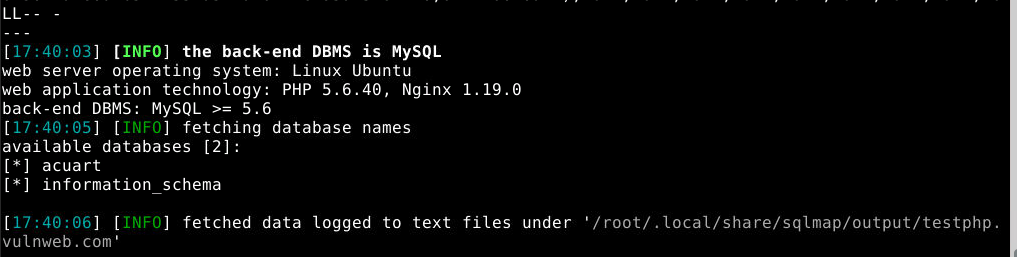 LL-- -
---
[17:40:03] [INFO] the back-end DBMS is MySQL
web server operating system: Linux Ubuntu
web application technology: PHP 5.6.40, Nginx 1.19.0
back-end DBMS: MySQL >= 5.6
[17:40:05] [INFO] fetching database names
available databases [2]:
[*] acuart
[*] information_schema
[17:40:06] [INFO] fetched data logged to text files under '/root/.local/share/sqlmap/output/testphp.
vulnweb.com'